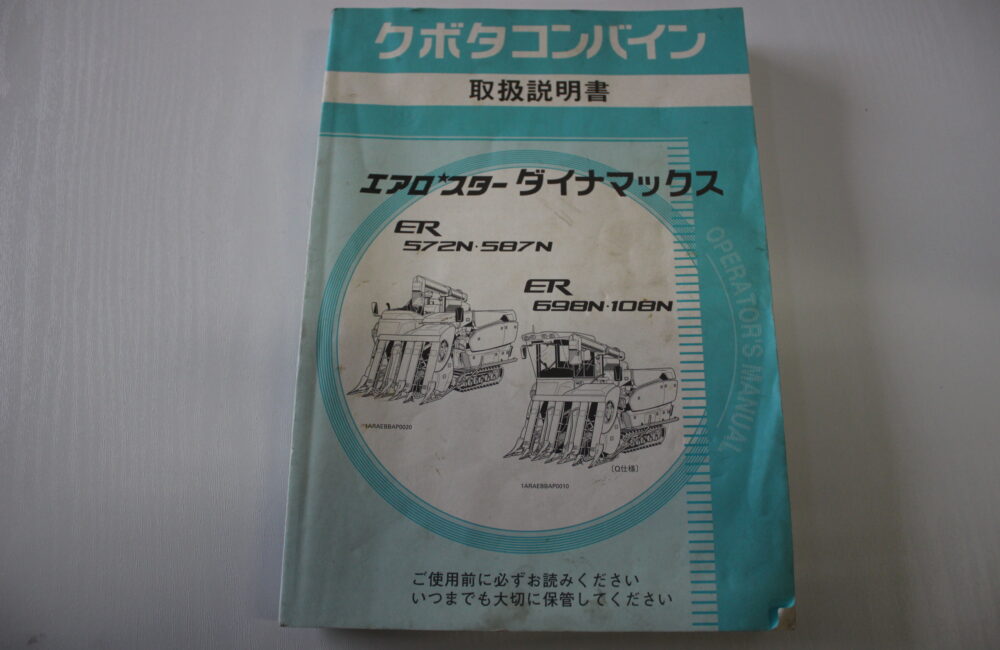 クボタコンバイン
取扱説明書
エアロ★スター ダイナマックス
ER
572N・587N
ER
698N・108N
OPERATOR'S MANUAL
1ARAEBBAP0020
〔Q仕様〕
1ARAEBBAP0010
ご使用前に必ずお読みください
いつまでも大切に保管してください